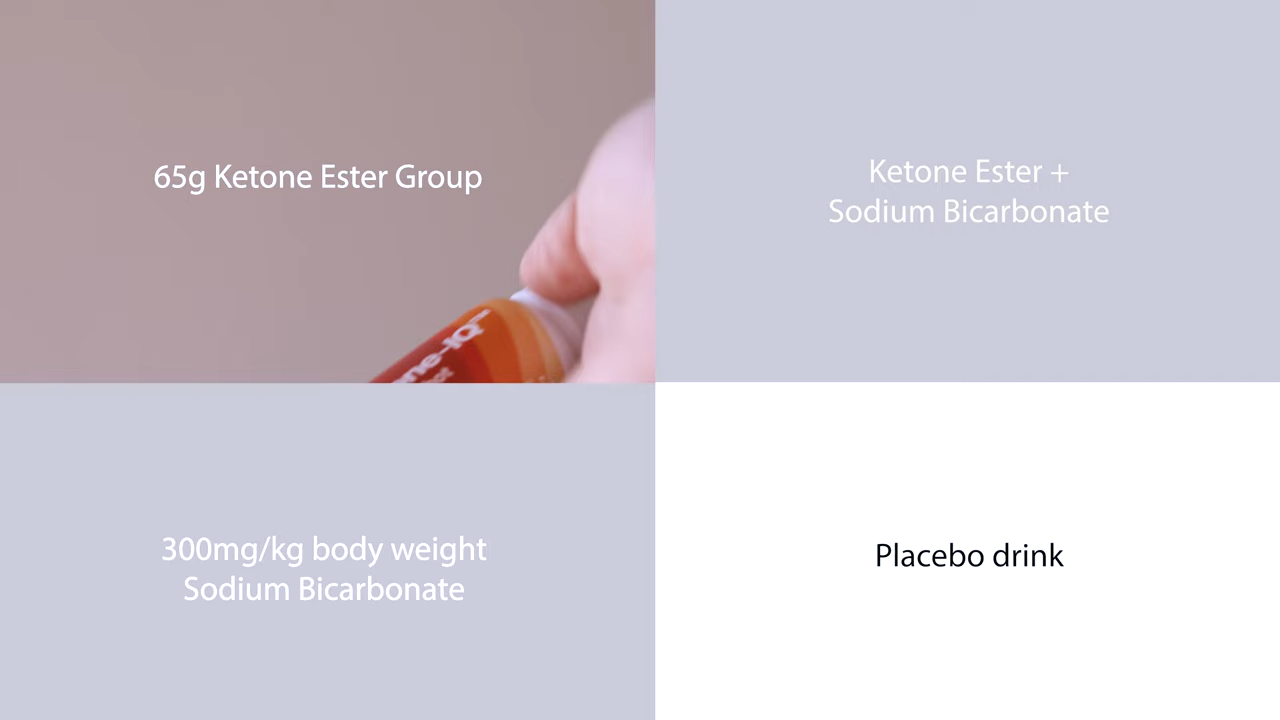 65g Ketone Ester Group
Ketone Ester +
Sodium Bicarbonate
300mg/kg body weight
Sodium Bicarbonate
Placebo drink